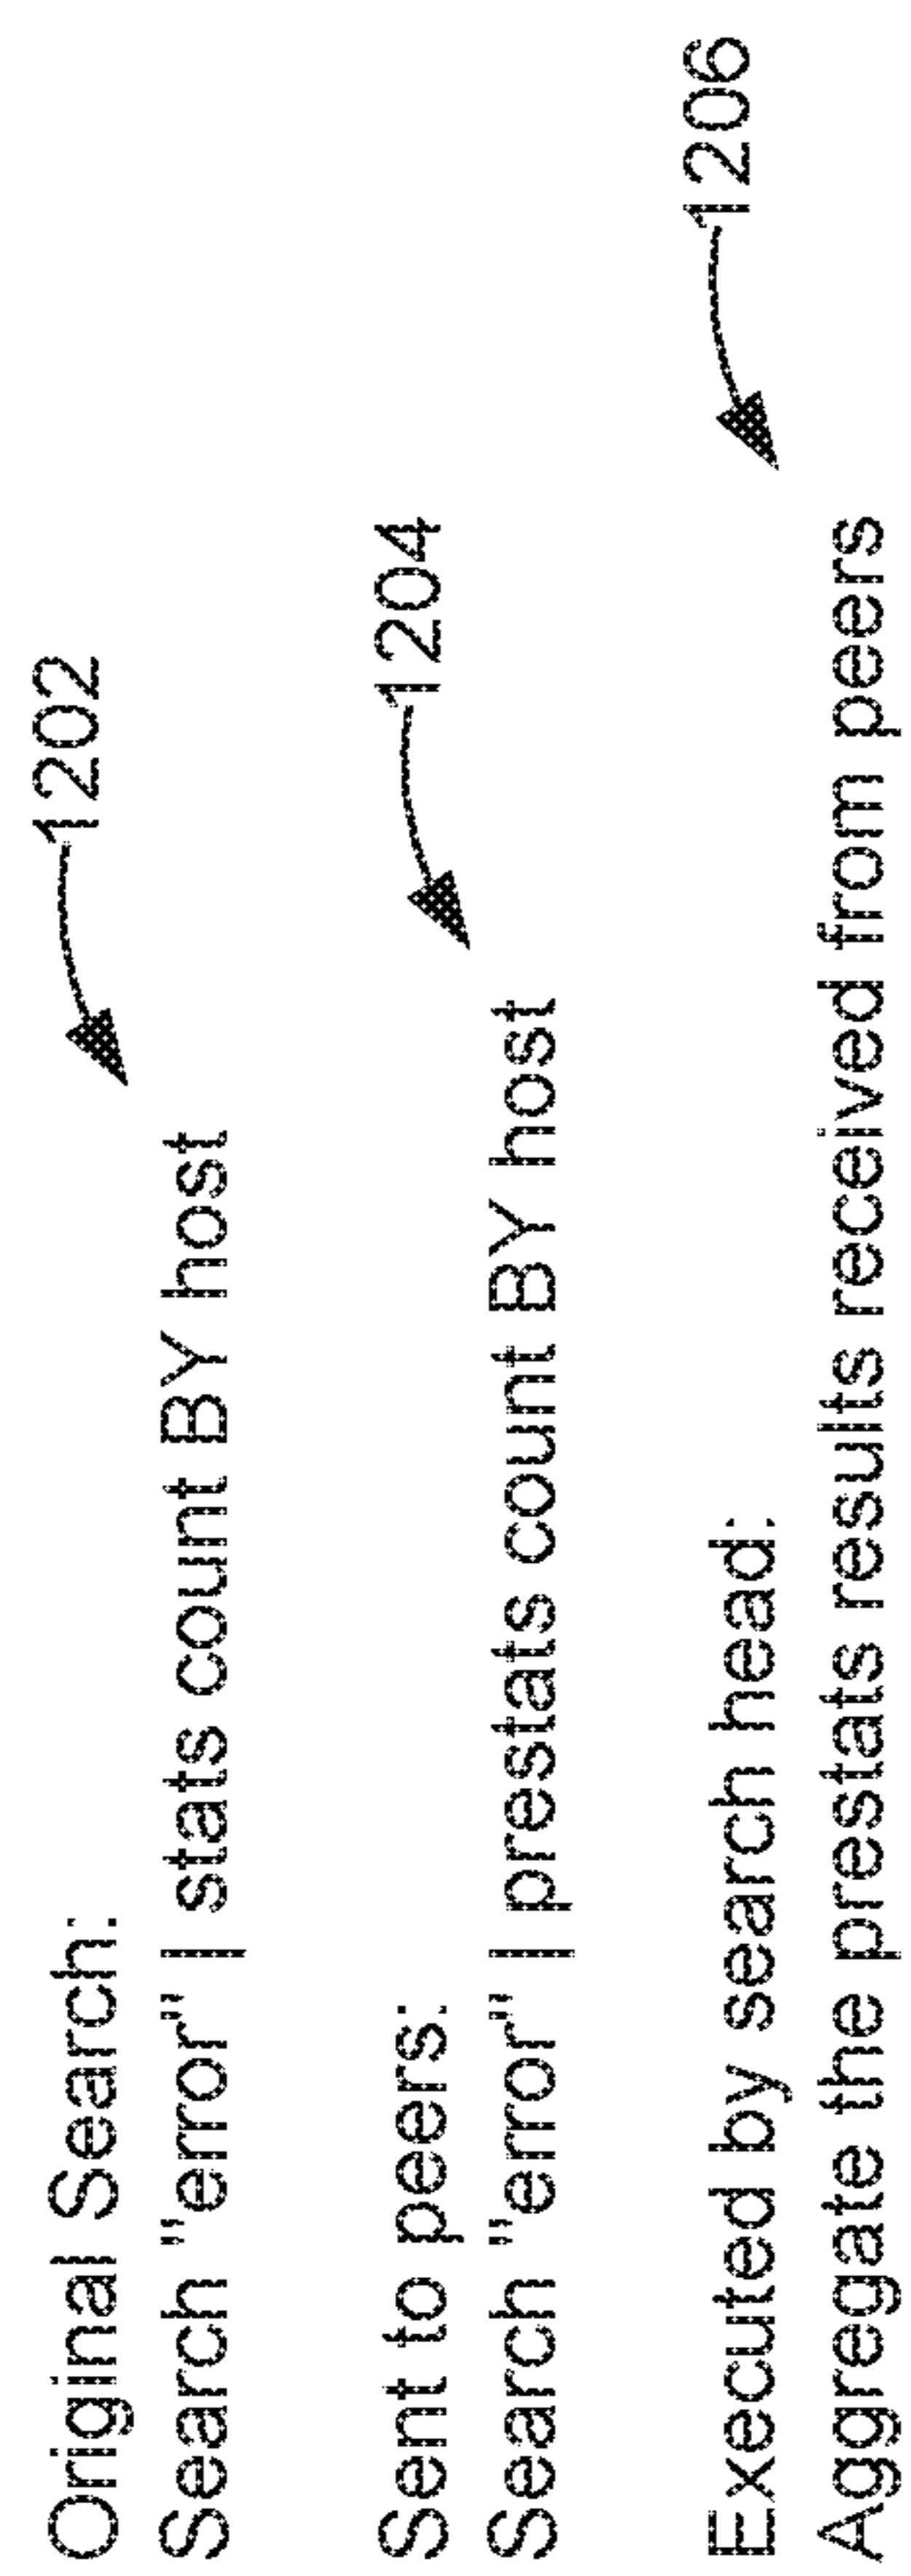 Original Search:
1202
Search "error" | stats count BY host
Sent to peers:
1204
Search "error" | prestats count BY host
Executed by search head:
1206
Aggregate the prestats results received from peers